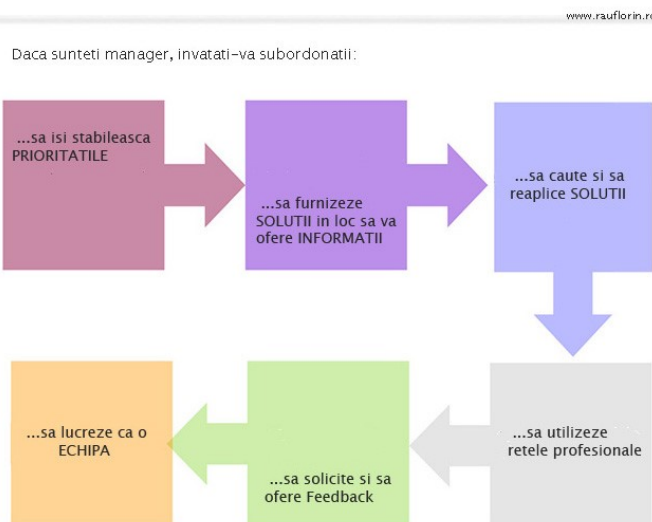 www.rauflorin.ro
Daca sunteti manager, invatati-va subordonatii:
...sa isi stabileasca
PRIORITATILE
...sa furnizeze
SOLUTII in loc sa va
ofere INFORMATII
...sa caute si sa
reaplice SOLUTII
...sa utilizeze
retele profesionale
...sa solicite si sa
ofere Feedback
...sa lucreze ca o
ECHIPA